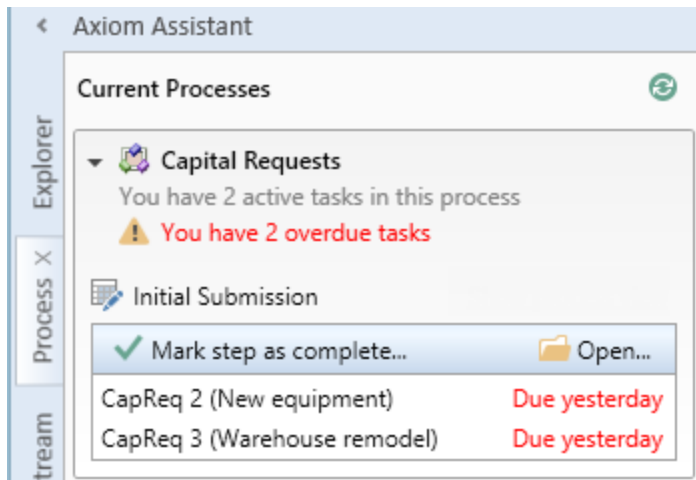 Axiom Assistant
Current Processes
Explorer
Capital Requests
You have 2 active tasks in this process
You have 2 overdue tasks
Process X
Initial Submission
Mark step as complete... Open...
CapReq 2 (New equipment) Due yesterday
CapReq 3 (Warehouse remodel) Due yesterday
tream